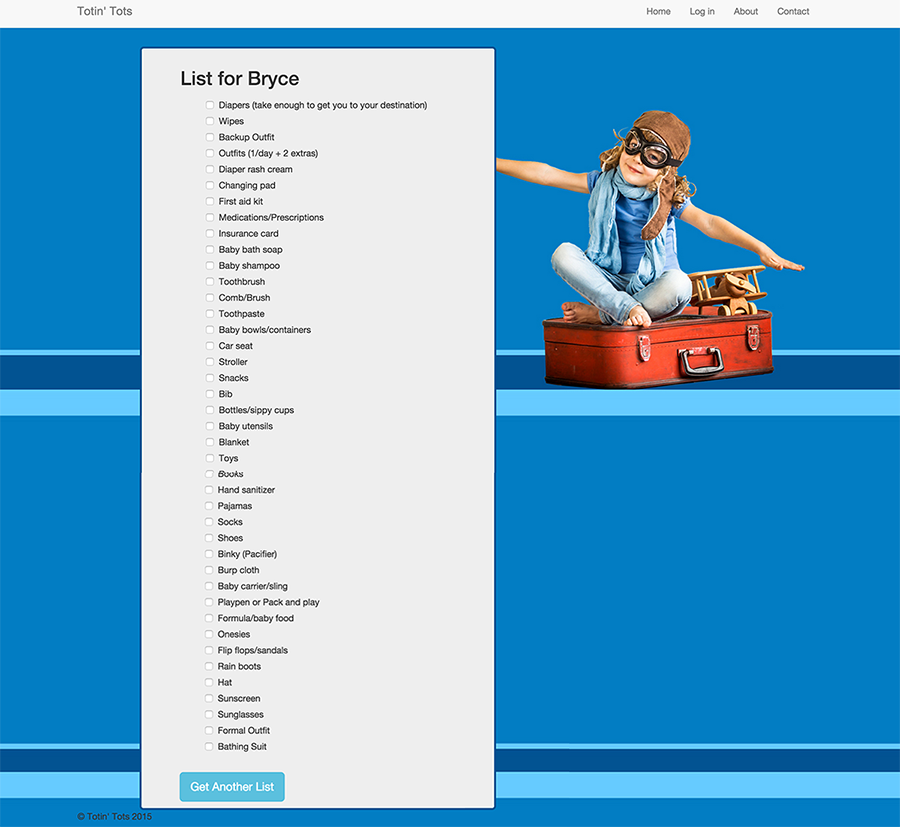 Totin' Tots
Home Log in About Contact
List for Bryce
Diapers (take enough to get you to your destination)
Wipes
Backup Outfit
Outfits (1/day + 2 extras)
Diaper rash cream
Changing pad
First aid kit
Medications/Prescriptions
Insurance card
Baby bath soap
Baby shampoo
Toothbrush
Comb/Brush
Toothpaste
Baby bowls/containers
Car seat
Stroller
Snacks
Bib
Bottles/sippy cups
Baby utensils
Blanket
Toys
Books
Hand sanitizer
Pajamas
Socks
Shoes
Binky (Pacifier)
Burp cloth
Baby carrier/sling
Playpen or Pack and play
Formula/baby food
Onesies
Flip flops/sandals
Rain boots
Hat
Sunscreen
Sunglasses
Formal Outfit
Bathing Suit
Get Another List
© Totin' Tots 2015